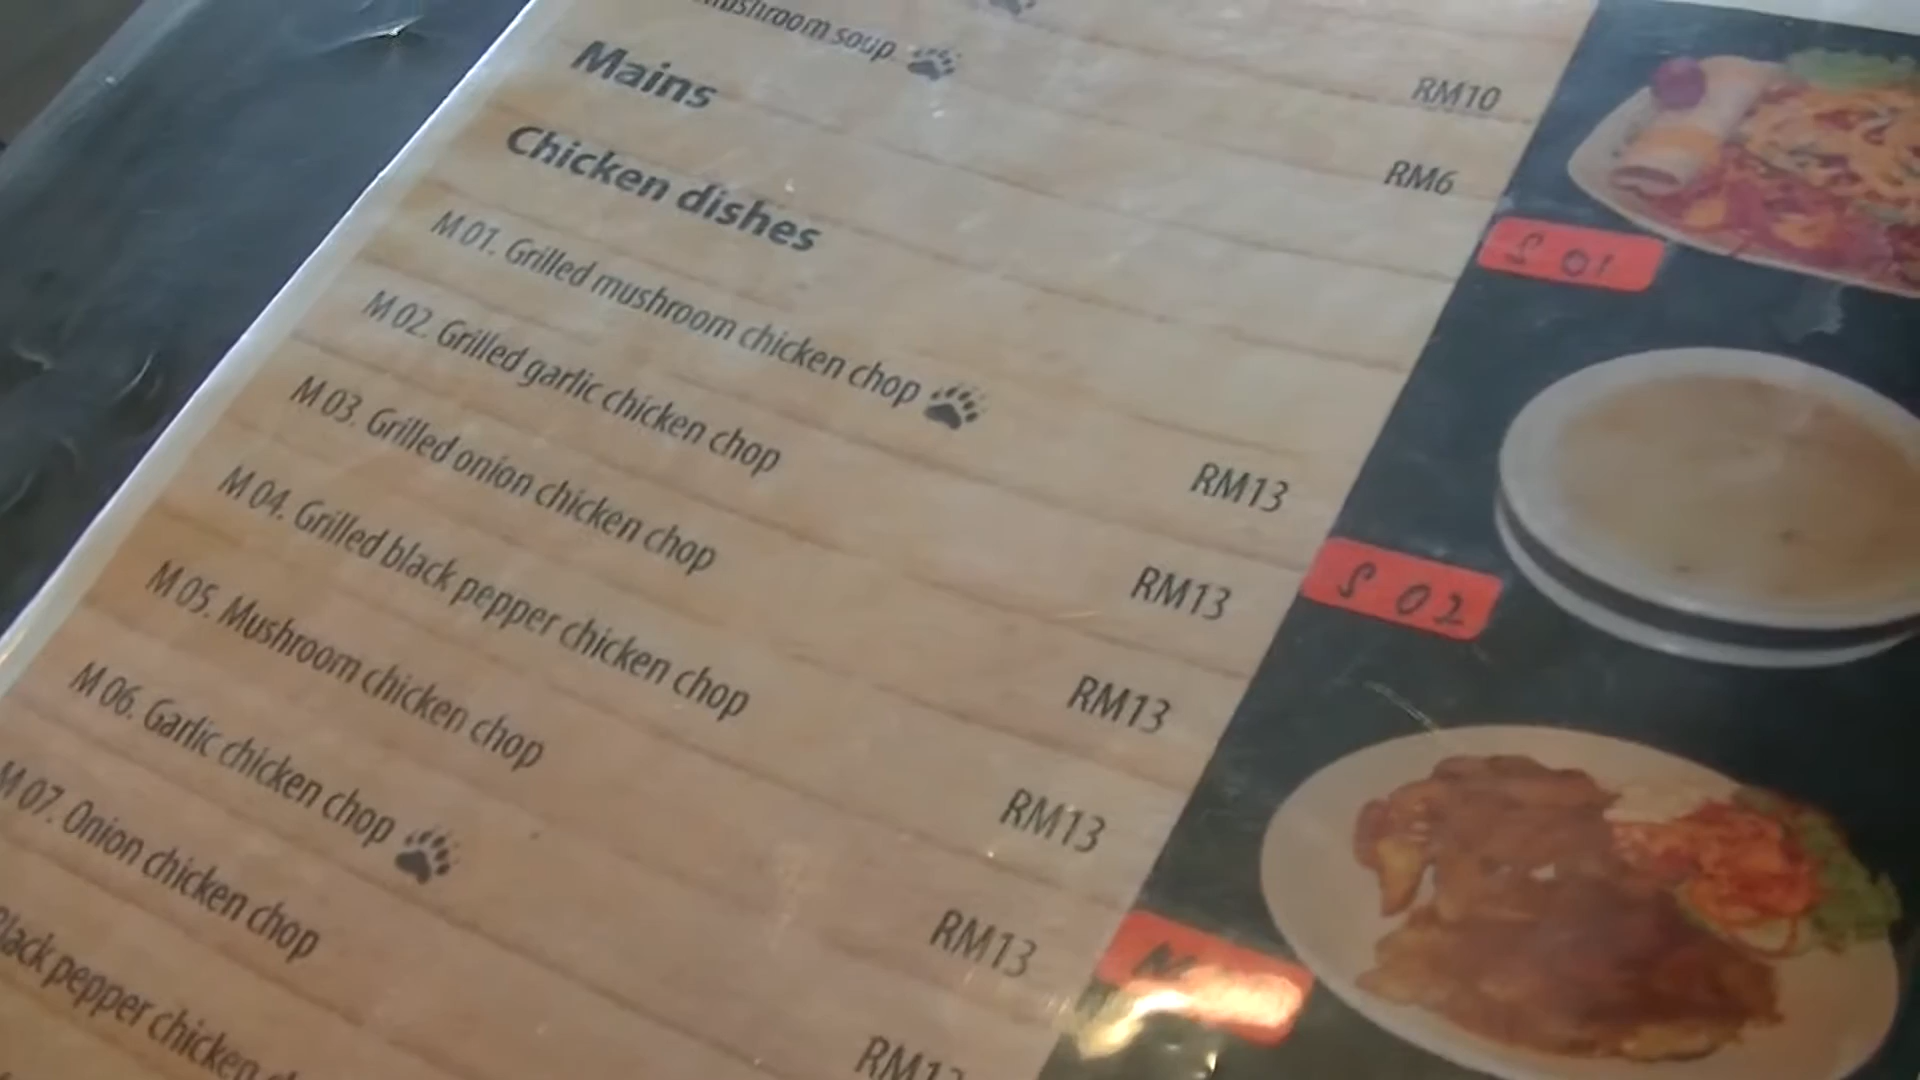 Mushroom soup
RM10
Mains
RM6
Chicken dishes
M 01. Grilled mushroom chicken chop
RM13
M 02. Grilled garlic chicken chop
RM13
M 03. Grilled onion chicken chop
RM13
M 04. Grilled black pepper chicken chop
RM13
M 05. Mushroom chicken chop
RM13
M 06. Garlic chicken chop
M 07. Onion chicken chop
Black pepper chicken
S 01
S 02